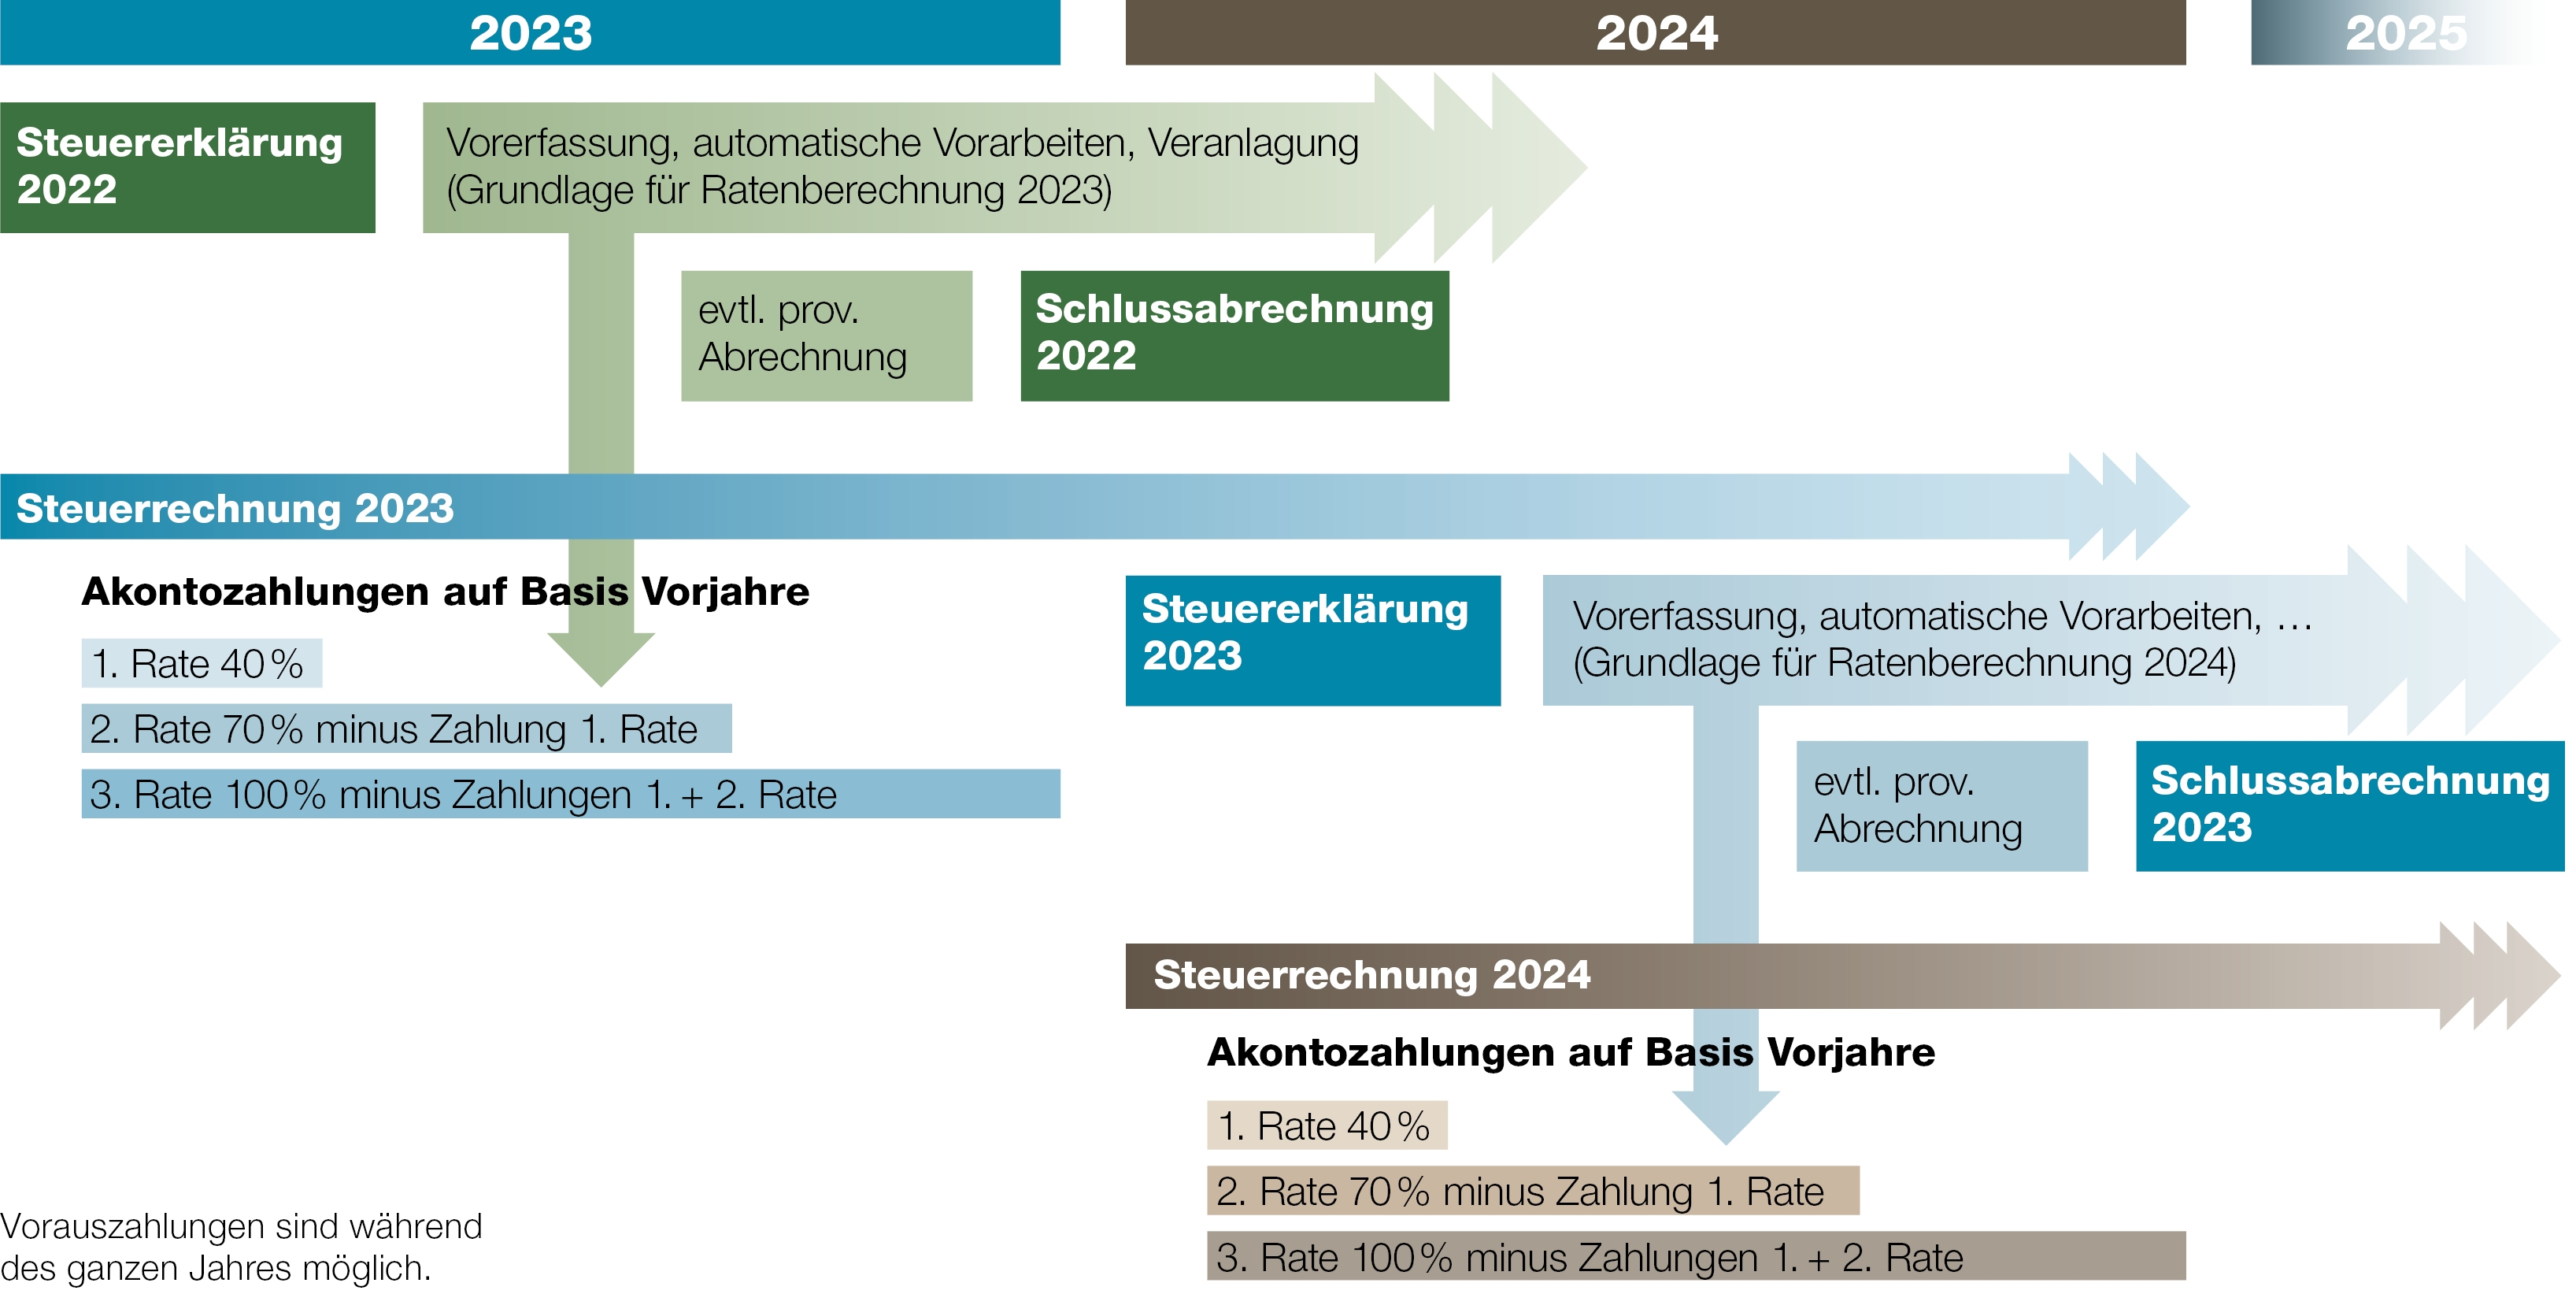 2023
2024
2025
Steuererklärung
2022
Vorerfassung, automatische Vorarbeiten, Veranlagung
(Grundlage für Ratenberechnung 2023)
evtl. prov.
Abrechnung
Schlussabrechnung
2022
Steuerrechnung 2023
Akontozahlungen auf Basis Vorjahre
1. Rate 40 %
2. Rate 70 % minus Zahlung 1. Rate
3. Rate 100 % minus Zahlungen 1. + 2. Rate
Steuererklärung
2023
Vorerfassung, automatische Vorarbeiten, …
(Grundlage für Ratenberechnung 2024)
evtl. prov.
Abrechnung
Schlussabrechnung
2023
Steuerrechnung 2024
Akontozahlungen auf Basis Vorjahre
1. Rate 40 %
2. Rate 70 % minus Zahlung 1. Rate
3. Rate 100 % minus Zahlungen 1. + 2. Rate
Vorauszahlungen sind während
des ganzen Jahres möglich.